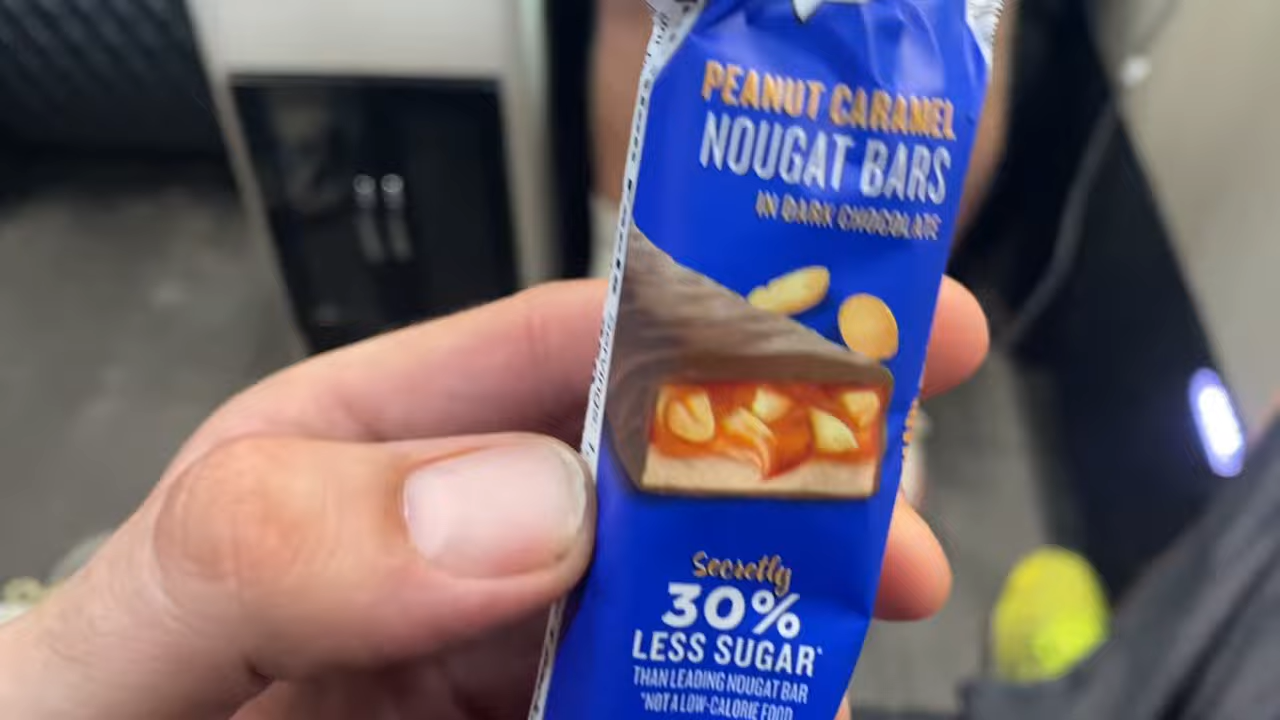 PEANUT CARAMEL
NOUGAT BARS
IN DARK CHOCOLATE
Secretly
30%
LESS SUGAR*
THAN LEADING NOUGAT BAR
*NOT A LOW-CALORIE FOOD